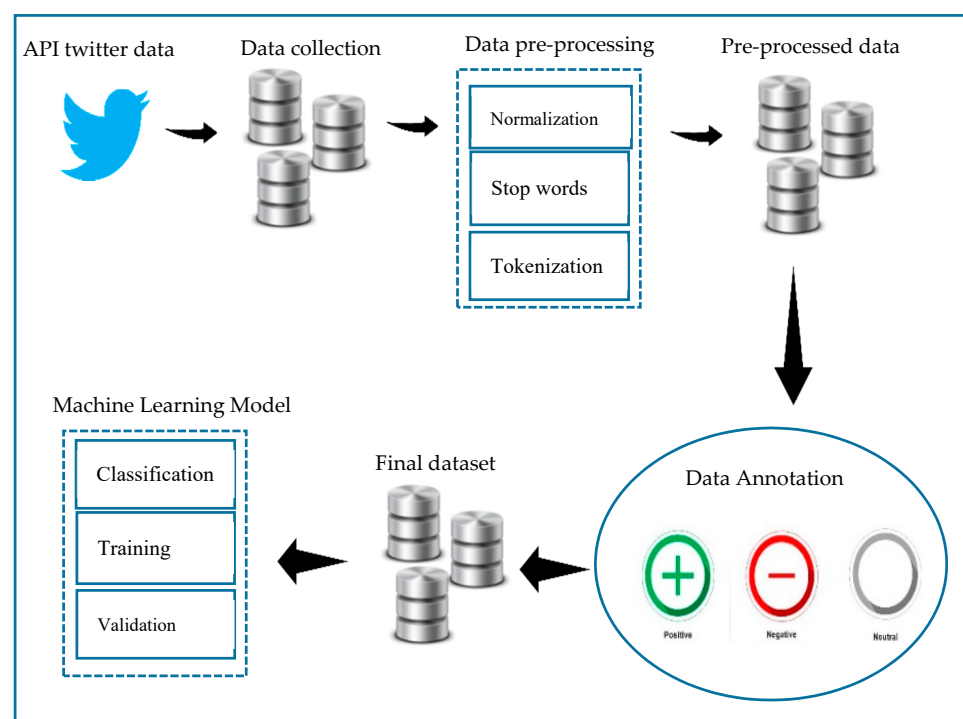 API twitter data
Data collection
Data pre-processing
Pre-processed data
Normalization
Stop words
Tokenization
Data Annotation
Positive
Negative
Neutral
Final dataset
Machine Learning Model
Classification
Training
Validation